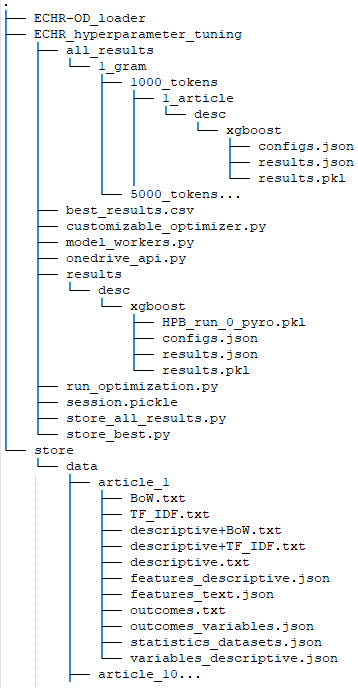 .
├── ECHR-OD_loader
├── ECHR_hyperparameter_tuning
│   ├── all_results
│   │   └── 1_gram
│   │       ├── 1000_tokens
│   │       │   ├── 1_article
│   │       │       └── desc
│   │       │           └── xgboost
│   │       │               ├── configs.json
│   │       │               ├── results.json
│   │       │               └── results.pkl
│   │       └── 5000_tokens...
│   ├── best_results.csv
│   ├── customizable_optimizer.py
│   ├── model_workers.py
│   ├── onedrive_api.py
│   ├── results
│   │   └── desc
│   │       └── xgboost
│   │           ├── HPB_run_0_pyro.pkl
│   │           ├── configs.json
│   │           ├── results.json
│   │           └── results.pkl
│   ├── run_optimization.py
│   ├── session.pickle
│   ├── store_all_results.py
│   └── store_best.py
└── store
    └── data
        ├── article_1
        │   ├── BoW.txt
        │   ├── TF_IDF.txt
        │   ├── descriptive+BoW.txt
        │   ├── descriptive+TF_IDF.txt
        │   ├── descriptive.txt
        │   ├── features_descriptive.json
        │   ├── features_text.json
        │   ├── outcomes.txt
        │   ├── outcomes_variables.json
        │   ├── statistics_datasets.json
        │   └── variables_descriptive.json
        ├── article_10...